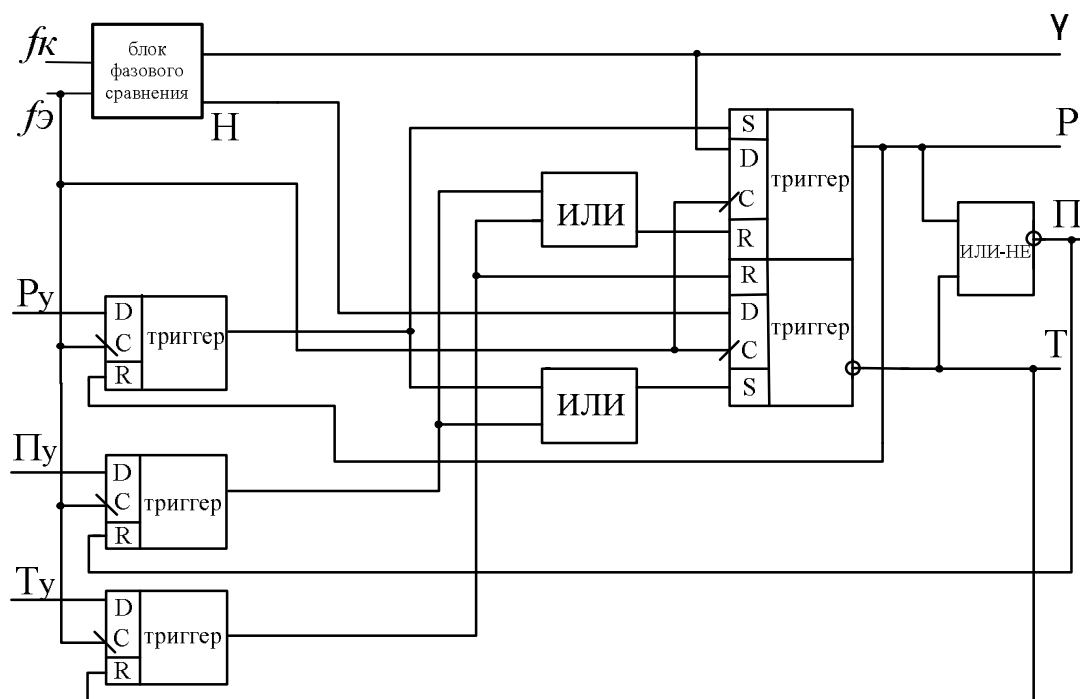 fк
fэ
блок
фазового
сравнения
Н
γ
Р
П
Т
S
D
C
R
триггер
R
D
C
S
триггер
ИЛИ
ИЛИ
ИЛИ-НЕ
Ру
D
C
R
триггер
Пу
D
C
R
триггер
Ту
D
C
R
триггер